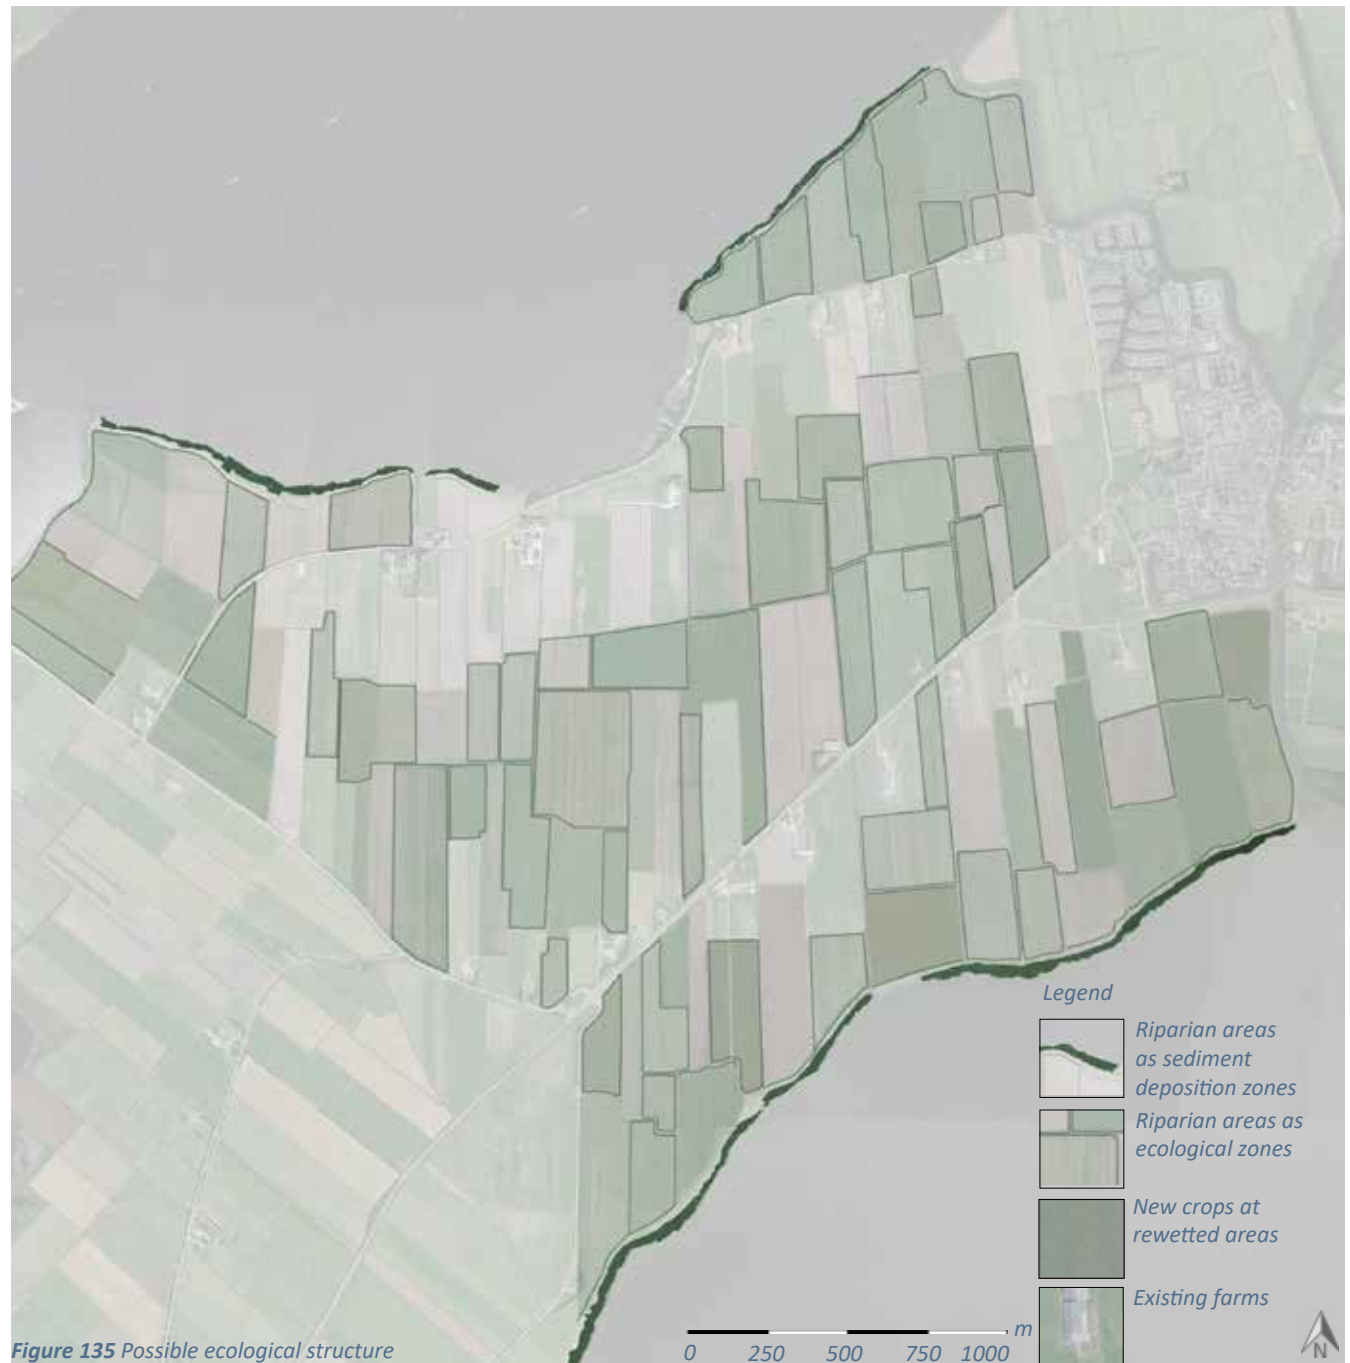 Legend
Riparian areas
as sediment
deposition zones
Riparian areas as
ecological zones
New crops at
rewetted areas
Existing farms
m
0 250 500 750 1000
N
Figure 135 Possible ecological structure